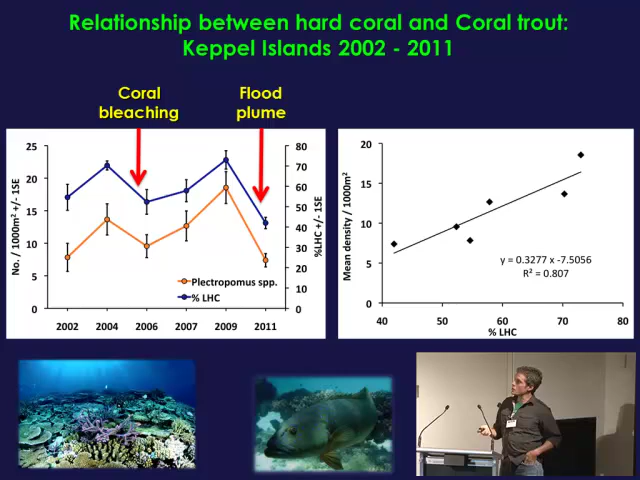 Relationship between hard coral and Coral trout:
Keppel Islands 2002 - 2011
Coral
bleaching
Flood
plume
No. / 1000m² +/- 1SE
25
20
15
10
5
0
80
70
60
50
40
30
20
10
0
%LHC +/- 1SE
Plectropomus spp.
% LHC
2002 2004 2006 2007 2009 2011
Mean density / 1000m²
20
15
10
5
0
y = 0.3277 x -7.5056
R² = 0.807
40 50 60 70 80
% LHC